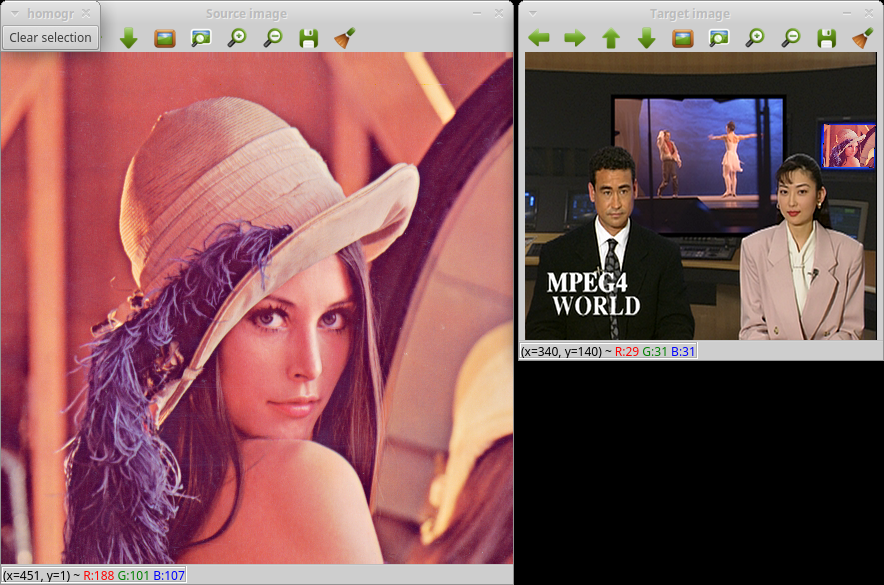 homogr
Source image
Target image
Clear selection
MPEG4
WORLD
(x=340, y=140) ~ R:29 G:31 B:31
(x=451, y=1) ~ R:188 G:101 B:107